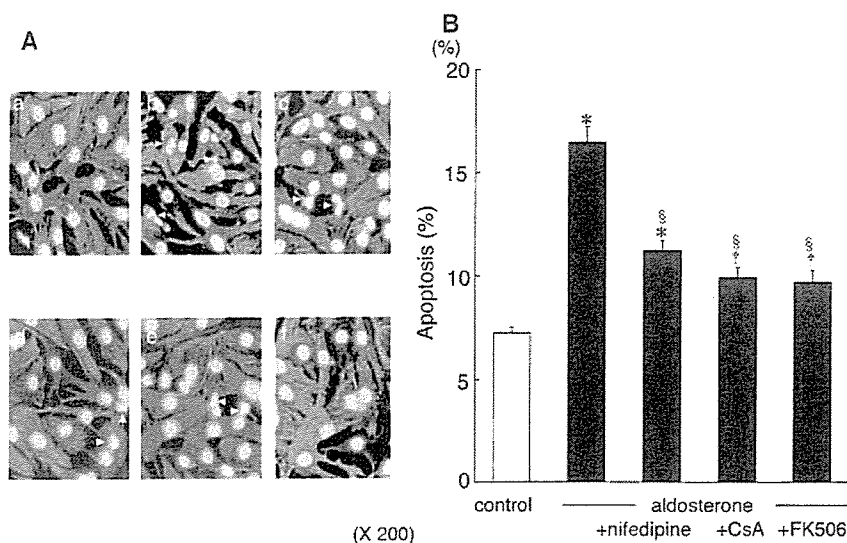 A
a
c
e
(X 200)
B
(%)
Apoptosis (%)
20
15
10
5
0
*
§
*
§
†
§
†
control
aldosterone
+nifedipine +CsA +FK506